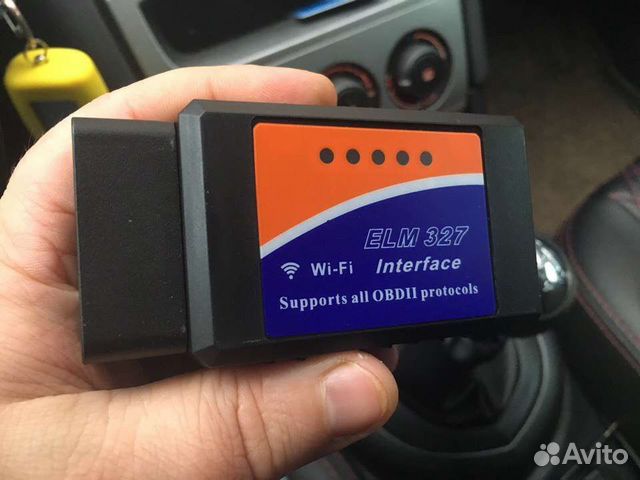 ELM 327
Wi-Fi Interface
Supports all OBDII protocols
Avito